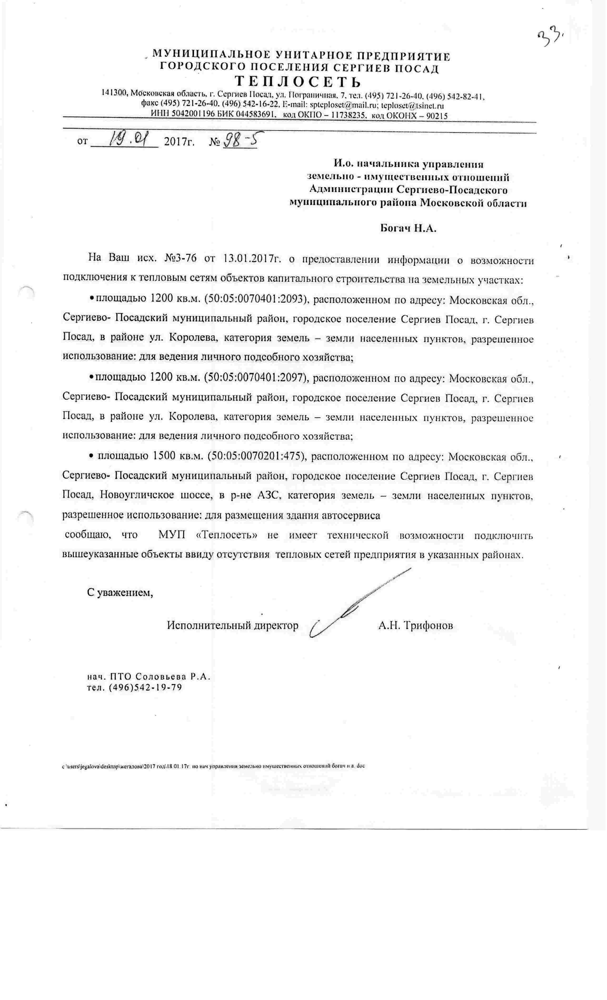 33.
МУНИЦИПАЛЬНОЕ УНИТАРНОЕ ПРЕДПРИЯТИЕ
ГОРОДСКОГО ПОСЕЛЕНИЯ СЕРГИЕВ ПОСАД
ТЕПЛОСЕТЬ
141300, Московская область, г. Сергиев Посад, ул. Пограничная, 7, тел. (495) 721-26-40, (496) 542-82-41,
факс (495) 721-26-40, (496) 542-16-22, E-mail: spteploset@mail.ru; teploset@tsinet.ru
ИНН 5042001196 БИК 044583691, код ОКПО – 11738235, код ОКОНХ – 90215
от 19.01 2017г. № 98-5
И.о. начальника управления
земельно - имущественных отношений
Администрации Сергиево-Посадского
муниципального района Московской области
Богач Н.А.
На Ваш исх. №3-76 от 13.01.2017г. о предоставлении информации о возможности
подключения к тепловым сетям объектов капитального строительства на земельных участках:
•площадью 1200 кв.м. (50:05:0070401:2093), расположенном по адресу: Московская обл.,
Сергиево- Посадский муниципальный район, городское поселение Сергиев Посад, г. Сергиев
Посад, в районе ул. Королева, категория земель – земли населенных пунктов, разрешенное
использование: для ведения личного подсобного хозяйства;
•площадью 1200 кв.м. (50:05:0070401:2097), расположенном по адресу: Московская обл.,
Сергиево- Посадский муниципальный район, городское поселение Сергиев Посад, г. Сергиев
Посад, в районе ул. Королева, категория земель – земли населенных пунктов, разрешенное
использование: для ведения личного подсобного хозяйства;
• площадью 1500 кв.м. (50:05:0070201:475), расположенном по адресу: Московская обл.,
Сергиево- Посадский муниципальный район, городское поселение Сергиев Посад, г. Сергиев
Посад, Новоугличское шоссе, в р-не АЗС, категория земель – земли населенных пунктов,
разрешенное использование: для размещения здания автосервиса
сообщаю, что МУП «Теплосеть» не имеет технической возможности подключить
вышеуказанные объекты ввиду отсутствия тепловых сетей предприятия в указанных районах.
С уважением,
Исполнительный директор А.Н. Трифонов
нач. ПТО Соловьева Р.А.
тел. (496)542-19-79
c:\users\jegalova\desktop\жегалова\2017 год\18 01 17г по нач управления земельно имущественных отношений богач н а. doc